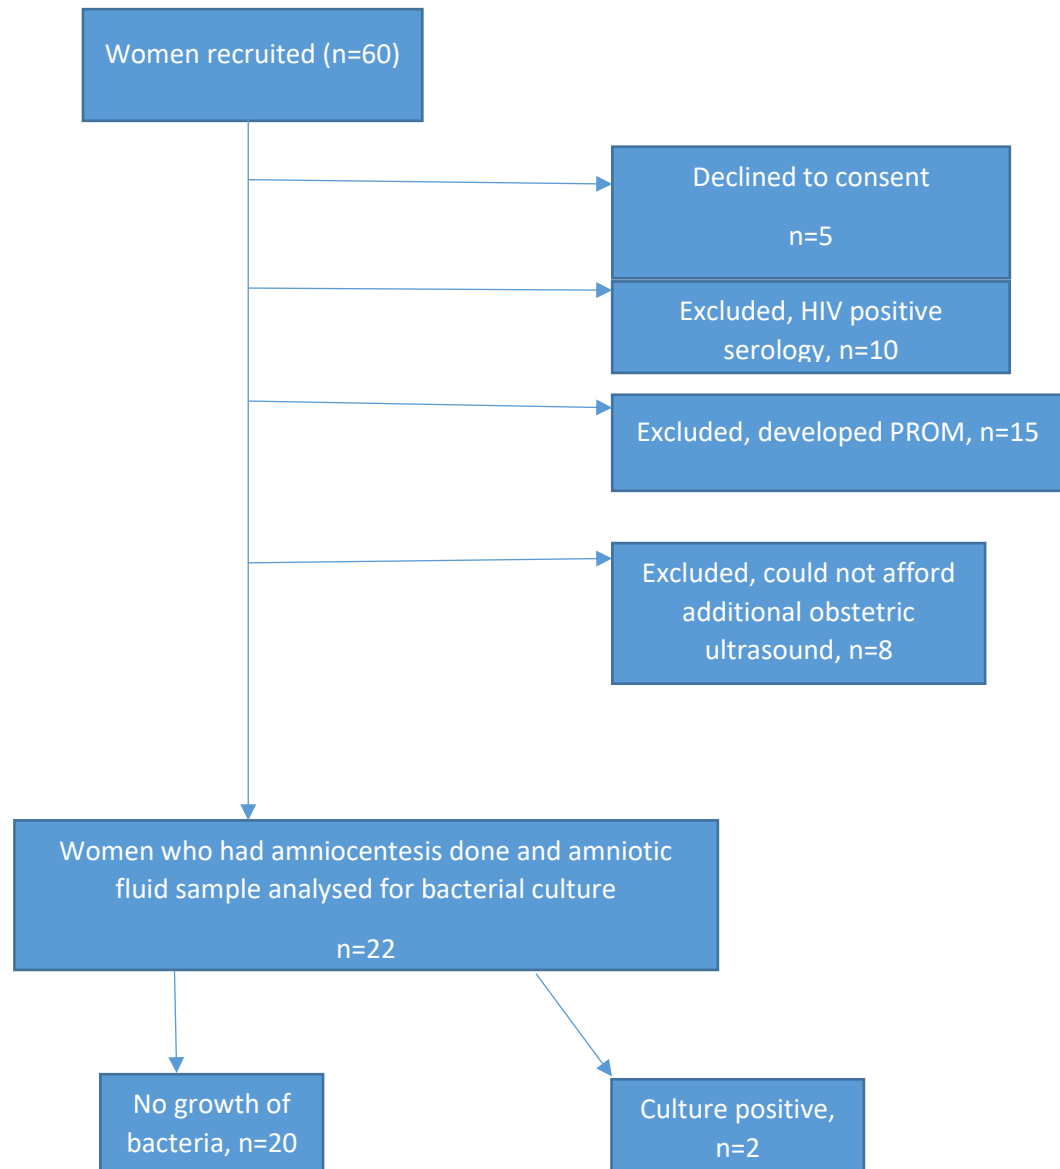 Women recruited (n=60)
Declined to consent
n=5
Excluded, HIV positive
serology, n=10
Excluded, developed PROM, n=15
Excluded, could not afford
additional obstetric
ultrasound, n=8
Women who had amniocentesis done and amniotic
fluid sample analysed for bacterial culture
n=22
No growth of
bacteria, n=20
Culture positive,
n=2